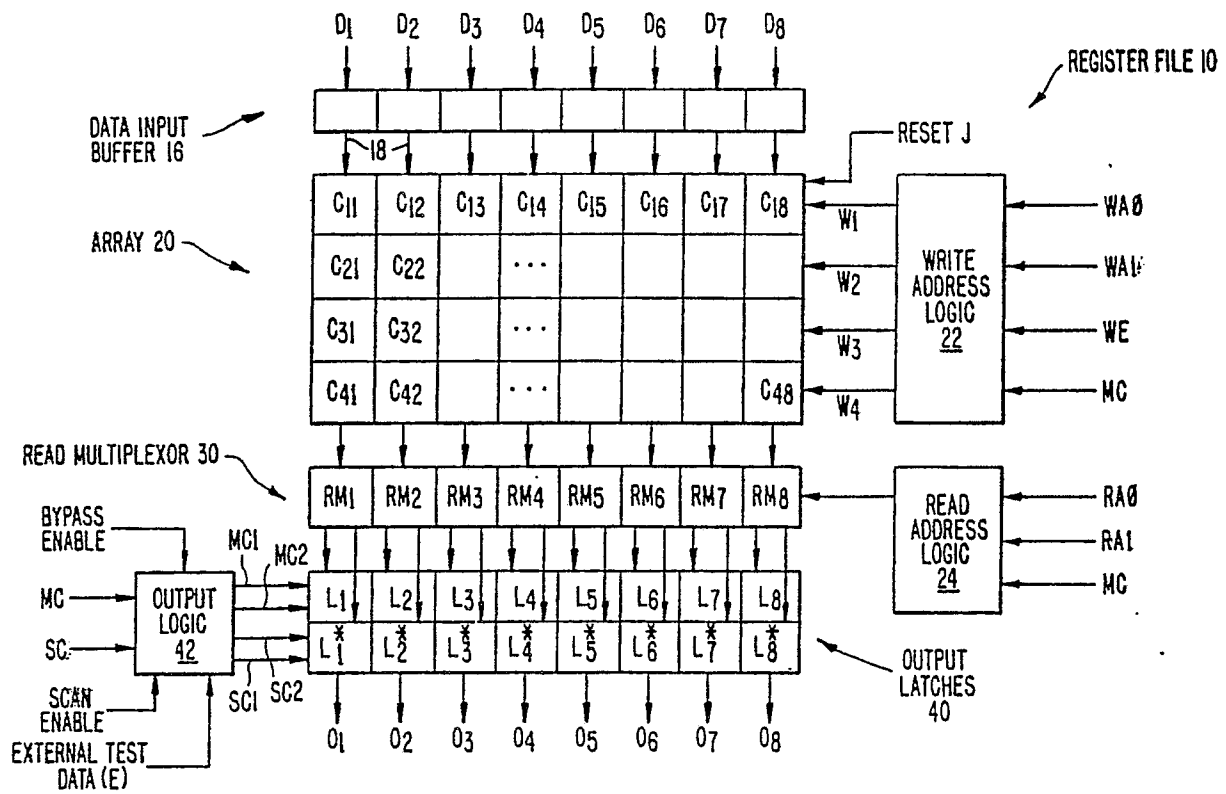 D1 D2 D3 D4 D5 D6 D7 D8
REGISTER FILE 10
DATA INPUT
BUFFER 16
18
RESET J
C11 C12 C13 C14 C15 C16 C17 C18
W1
WA0
ARRAY 20
C21 C22 ...
W2
WA1
WRITE
ADDRESS
LOGIC
22
C31 C32 ...
W3
WE
C41 C42 ... C48
W4
MC
READ MULTIPLEXOR 30
RM1 RM2 RM3 RM4 RM5 RM6 RM7 RM8
READ
ADDRESS
LOGIC
24
RA0
RA1
MC
BYPASS
ENABLE
MC1
MC2
MC
SC
OUTPUT
LOGIC
42
L1 L2 L3 L4 L5 L6 L7 L8
L1* L2* L3* L4* L5* L6* L7* L8*
SC1
SC2
OUTPUT
LATCHES
40
SCAN
ENABLE
EXTERNAL TEST
DATA (E)
O1 O2 O3 O4 O5 O6 O7 O8